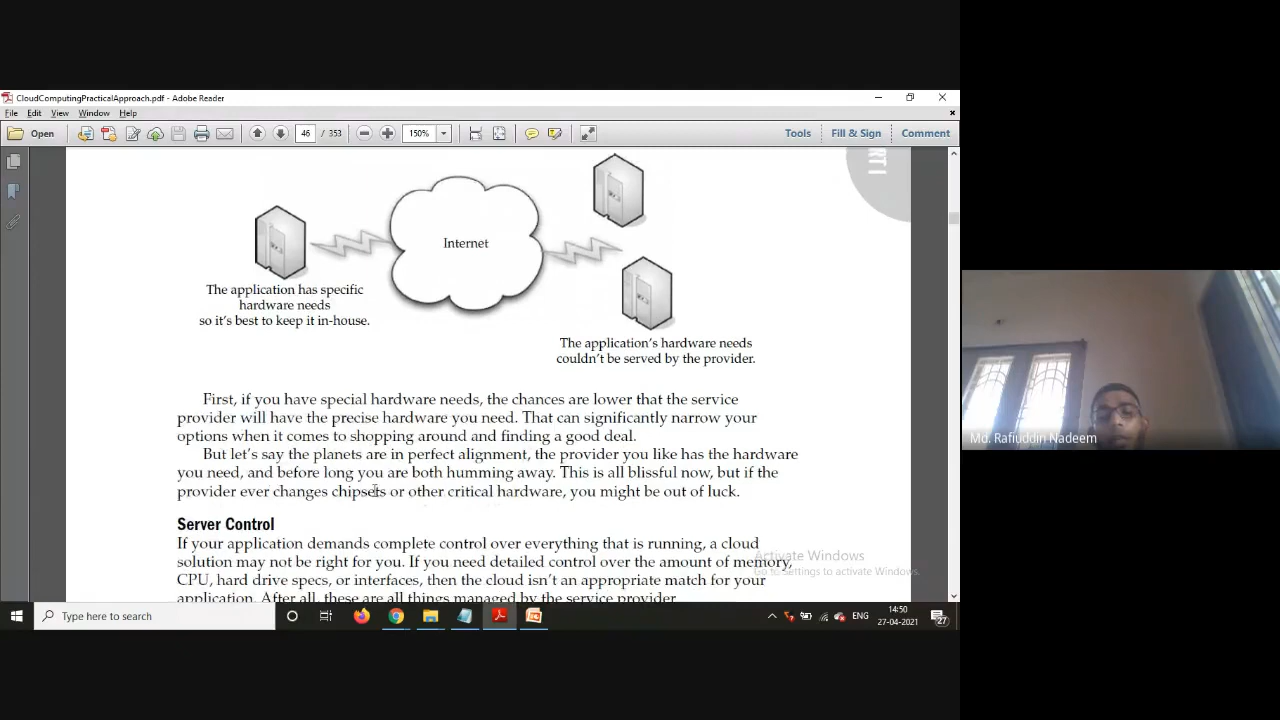 CloudComputingPracticalApproach.pdf - Adobe Reader
File Edit View Window Help
Open 46 / 353 150% Tools Fill & Sign Comment
RT I
Internet
The application has specific
hardware needs
so it's best to keep it in-house.
The application's hardware needs
couldn't be served by the provider.
First, if you have special hardware needs, the chances are lower that the service
provider will have the precise hardware you need. That can significantly narrow your
options when it comes to shopping around and finding a good deal.
But let's say the planets are in perfect alignment, the provider you like has the hardware
you need, and before long you are both humming away. This is all blissful now, but if the
provider ever changes chipsets or other critical hardware, you might be out of luck.
Server Control
If your application demands complete control over everything that is running, a cloud
solution may not be right for you. If you need detailed control over the amount of memory,
CPU, hard drive specs, or interfaces, then the cloud isn't an appropriate match for your
application. After all, these are all things managed by the service provider.
Activate Windows
Go to Settings to activate Windows.
Md. Rafiuddin Nadeem
Type here to search
ENG
14:50
27-04-2021
27